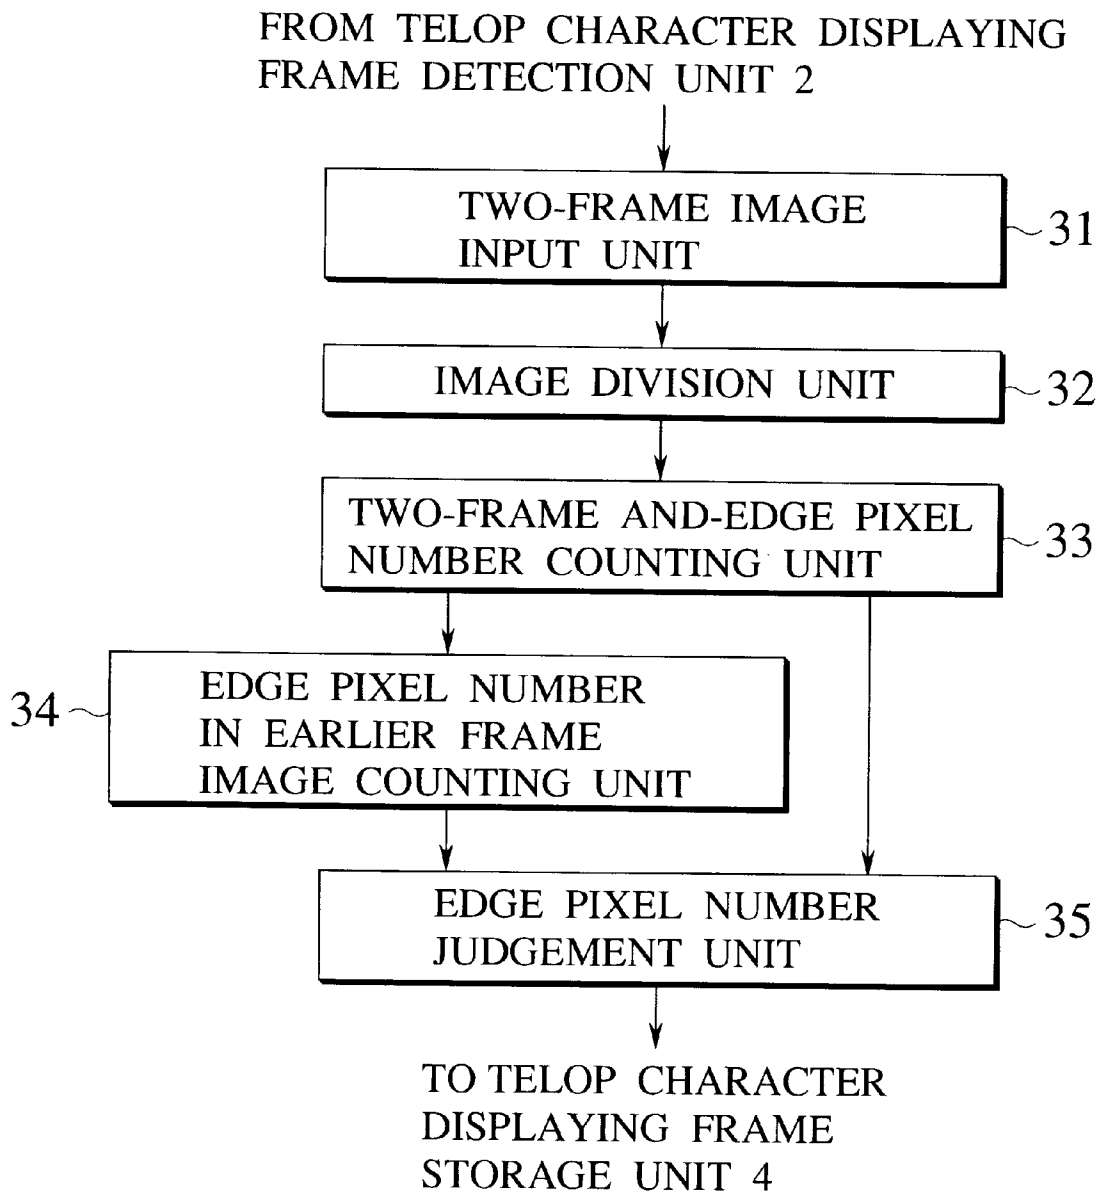 FROM TELOP CHARACTER DISPLAYING
FRAME DETECTION UNIT 2
TWO-FRAME IMAGE
INPUT UNIT
31
IMAGE DIVISION UNIT
32
TWO-FRAME AND-EDGE PIXEL
NUMBER COUNTING UNIT
33
34
EDGE PIXEL NUMBER
IN EARLIER FRAME
IMAGE COUNTING UNIT
EDGE PIXEL NUMBER
JUDGEMENT UNIT
35
TO TELOP CHARACTER
DISPLAYING FRAME
STORAGE UNIT 4